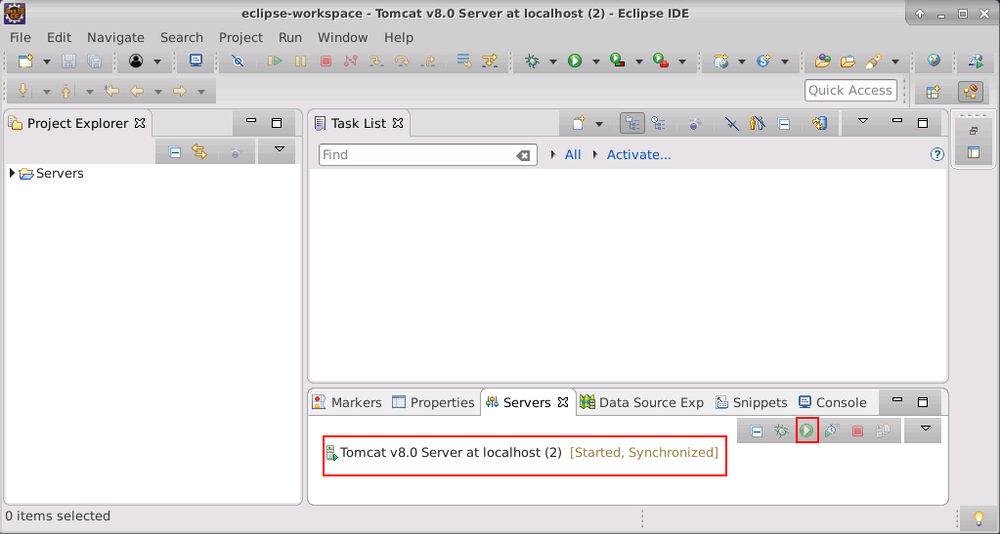 eclipse-workspace - Tomcat v8.0 Server at localhost (2) - Eclipse IDE
File Edit Navigate Search Project Run Window Help
Quick Access
Project Explorer
Servers
Task List
Find
All
Activate...
Markers Properties Servers Data Source Exp Snippets Console
Tomcat v8.0 Server at localhost (2) [Started, Synchronized]
0 items selected